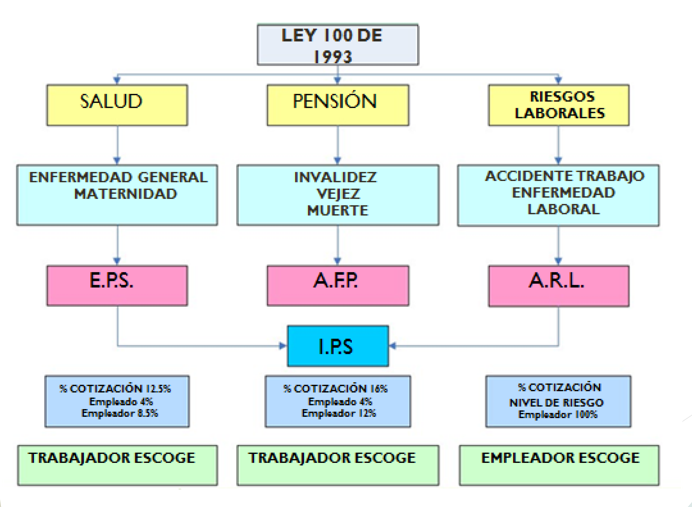 LEY 100 DE
1993
SALUD
PENSIÓN
RIESGOS
LABORALES
ENFERMEDAD GENERAL
MATERNIDAD
INVALIDEZ
VEJEZ
MUERTE
ACCIDENTE TRABAJO
ENFERMEDAD
LABORAL
E.P.S.
A.F.P.
A.R.L.
I.P.S
% COTIZACIÓN 12.5%
Empleado 4%
Empleador 8.5%
% COTIZACIÓN 16%
Empleado 4%
Empleador 12%
% COTIZACIÓN
NIVEL DE RIESGO
Empleador 100%
TRABAJADOR ESCOGE
TRABAJADOR ESCOGE
EMPLEADOR ESCOGE